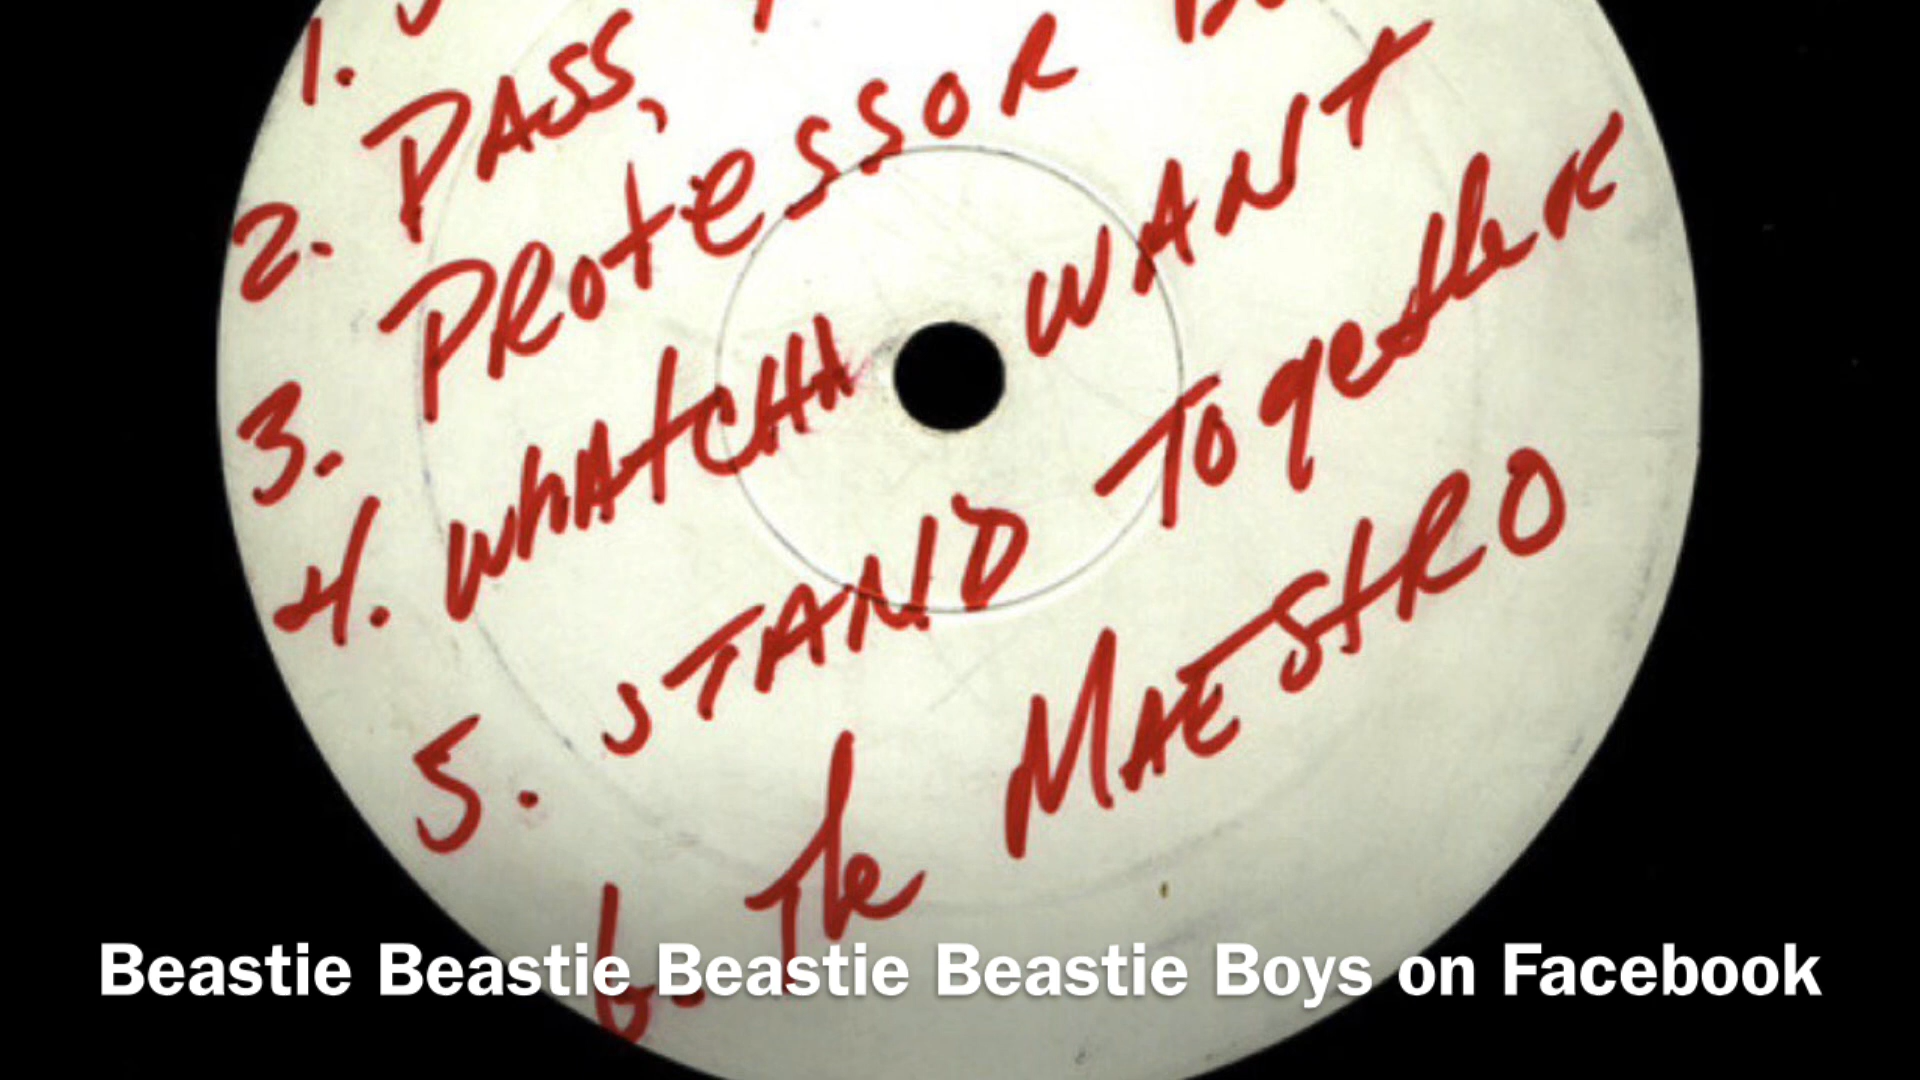 1.
2. PASS,
3. PROfeSSOR
4. WhATCHA WANT
5. STAND TogetheR
6. The MAESTRO
Beastie Beastie Beastie Beastie Boys on Facebook